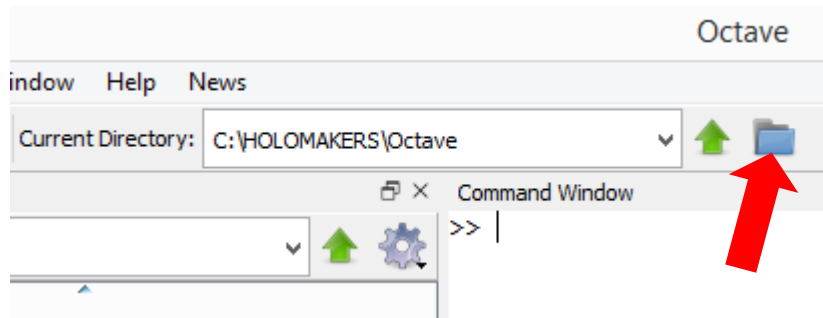 Octave
indow Help News
Current Directory: C:\HOLOMAKERS\Octave
Command Window
>>